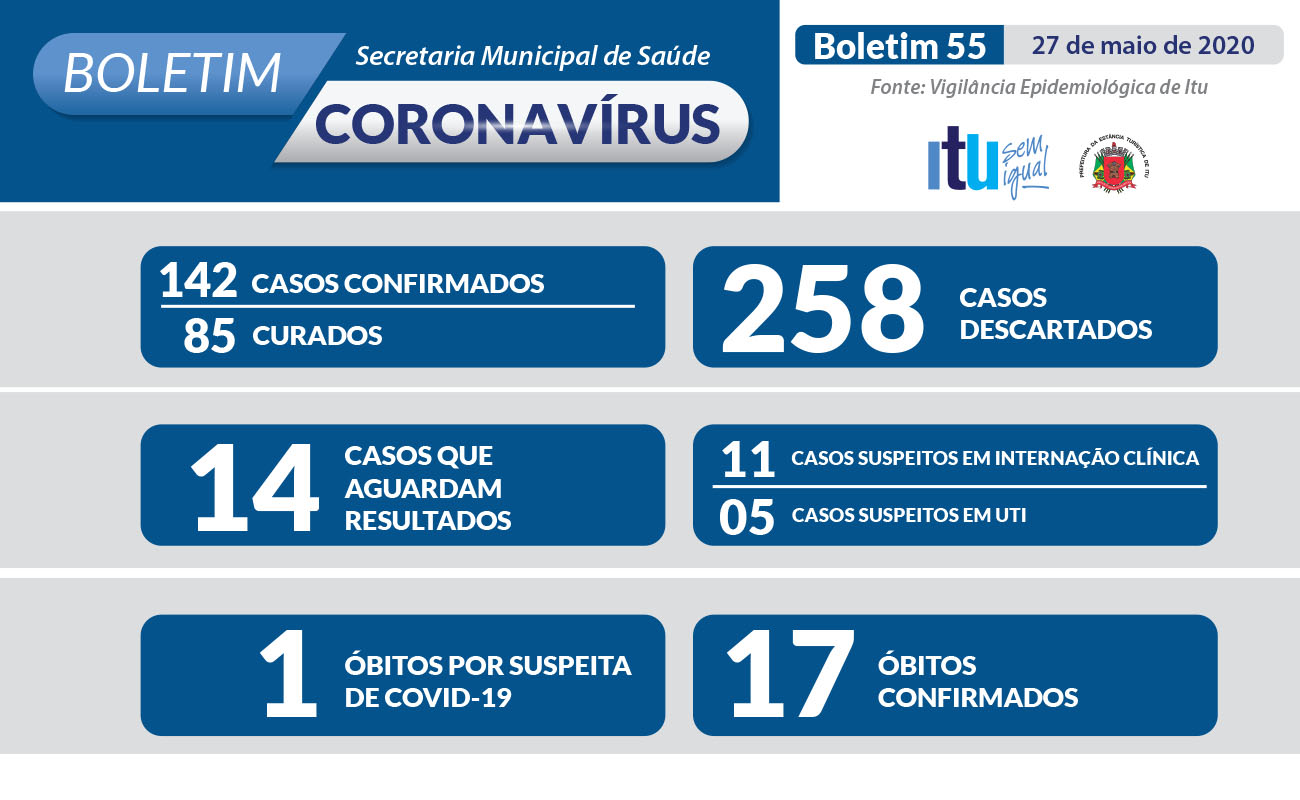 BOLETIM
Secretaria Municipal de Saúde
CORONAVÍRUS
Boletim 55
27 de maio de 2020
Fonte: Vigilância Epidemiológica de Itu
itu sem
igual
PREFEITURA DA ESTÂNCIA TURÍSTICA DE ITU
142 CASOS CONFIRMADOS
85 CURADOS
258 CASOS
DESCARTADOS
14 CASOS QUE
AGUARDAM
RESULTADOS
11 CASOS SUSPEITOS EM INTERNAÇÃO CLÍNICA
05 CASOS SUSPEITOS EM UTI
1 ÓBITOS POR SUSPEITA
DE COVID-19
17 ÓBITOS
CONFIRMADOS